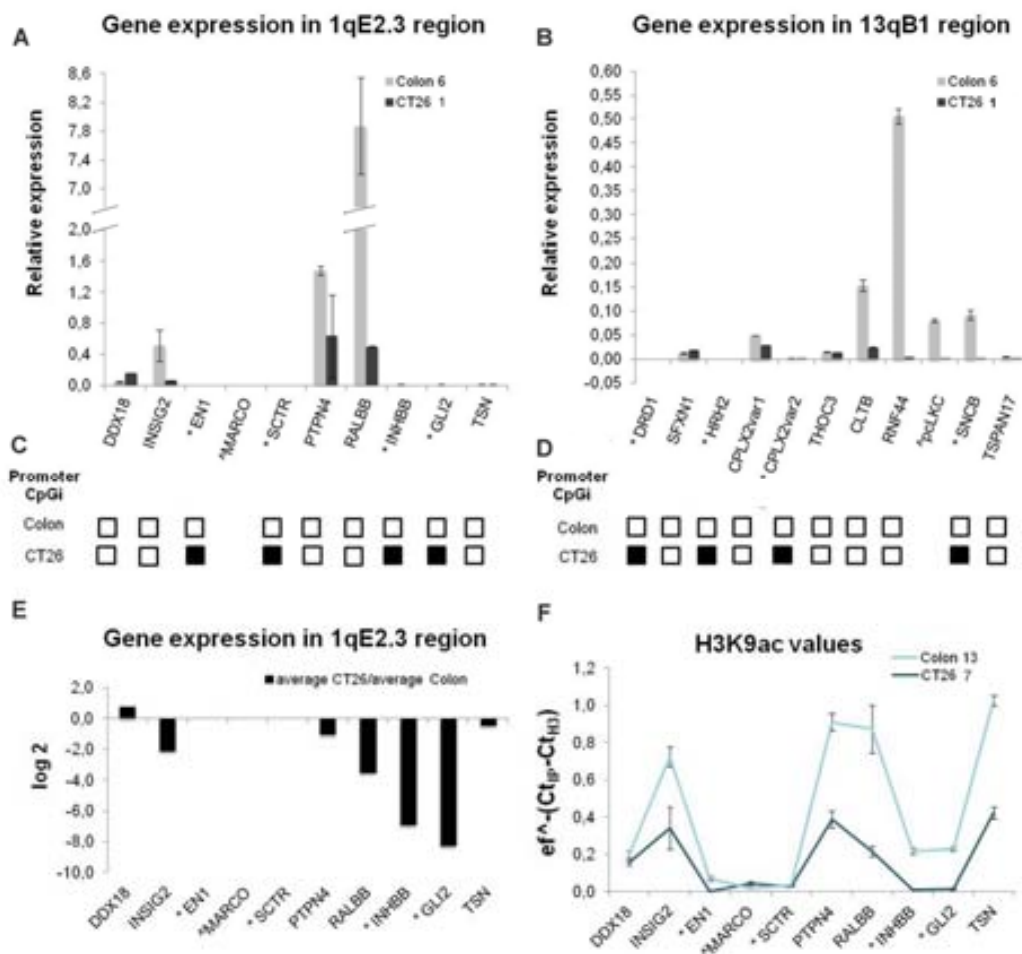 A
Gene expression in 1qE2.3 region
Relative expression
8,6
8,2
7,8
7,4
7,0
2,0
1,6
1,2
0,8
0,4
0,0
Colon 6
CT26 1
DDX18
INSIG2
* EN1
^MARCO
* SCTR
PTPN4
RALBB
* INHBB
* GLI2
TSN
B
Gene expression in 13qB1 region
Relative expression
0,60
0,55
0,50
0,45
0,40
0,35
0,30
0,25
0,20
0,15
0,10
0,05
0,00
-0,05
Colon 6
CT26 1
* DRD1
SFXN1
* HRH2
CPLX2var1
* CPLX2var2
THOC3
CLTB
RNF44
^pcLKC
* SNCB
TSPAN17
C
Promoter
CpGi
Colon
CT26
D
Promoter
CpGi
Colon
CT26
E
Gene expression in 1qE2.3 region
average CT26/average Colon
log 2
2.0
0.0
-2.0
-4.0
-6.0
-8.0
-10.0
DDX18
INSIG2
* EN1
^MARCO
* SCTR
PTPN4
RALBB
* INHBB
* GLI2
TSN
F
H3K9ac values
Colon 13
CT26 7
ef^-(CtIP-CtH3)
1,2
1,0
0,8
0,6
0,4
0,2
0,0
DDX18
INSIG2
* EN1
^MARCO
* SCTR
PTPN4
RALBB
* INHBB
* GLI2
TSN